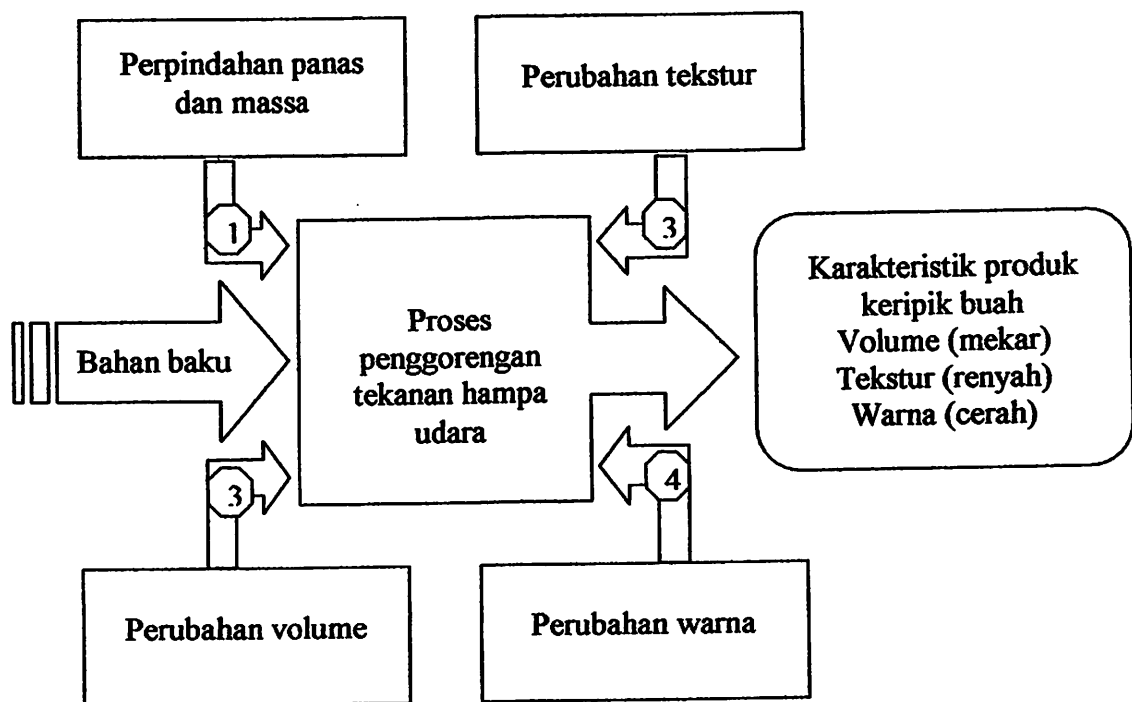 Perpindahan panas
dan massa
Perubahan tekstur
1
3
Bahan baku
Proses
penggorengan
tekanan hampa
udara
Karakteristik produk
keripik buah
Volume (mekar)
Tekstur (renyah)
Warna (cerah)
3
4
Perubahan volume
Perubahan warna